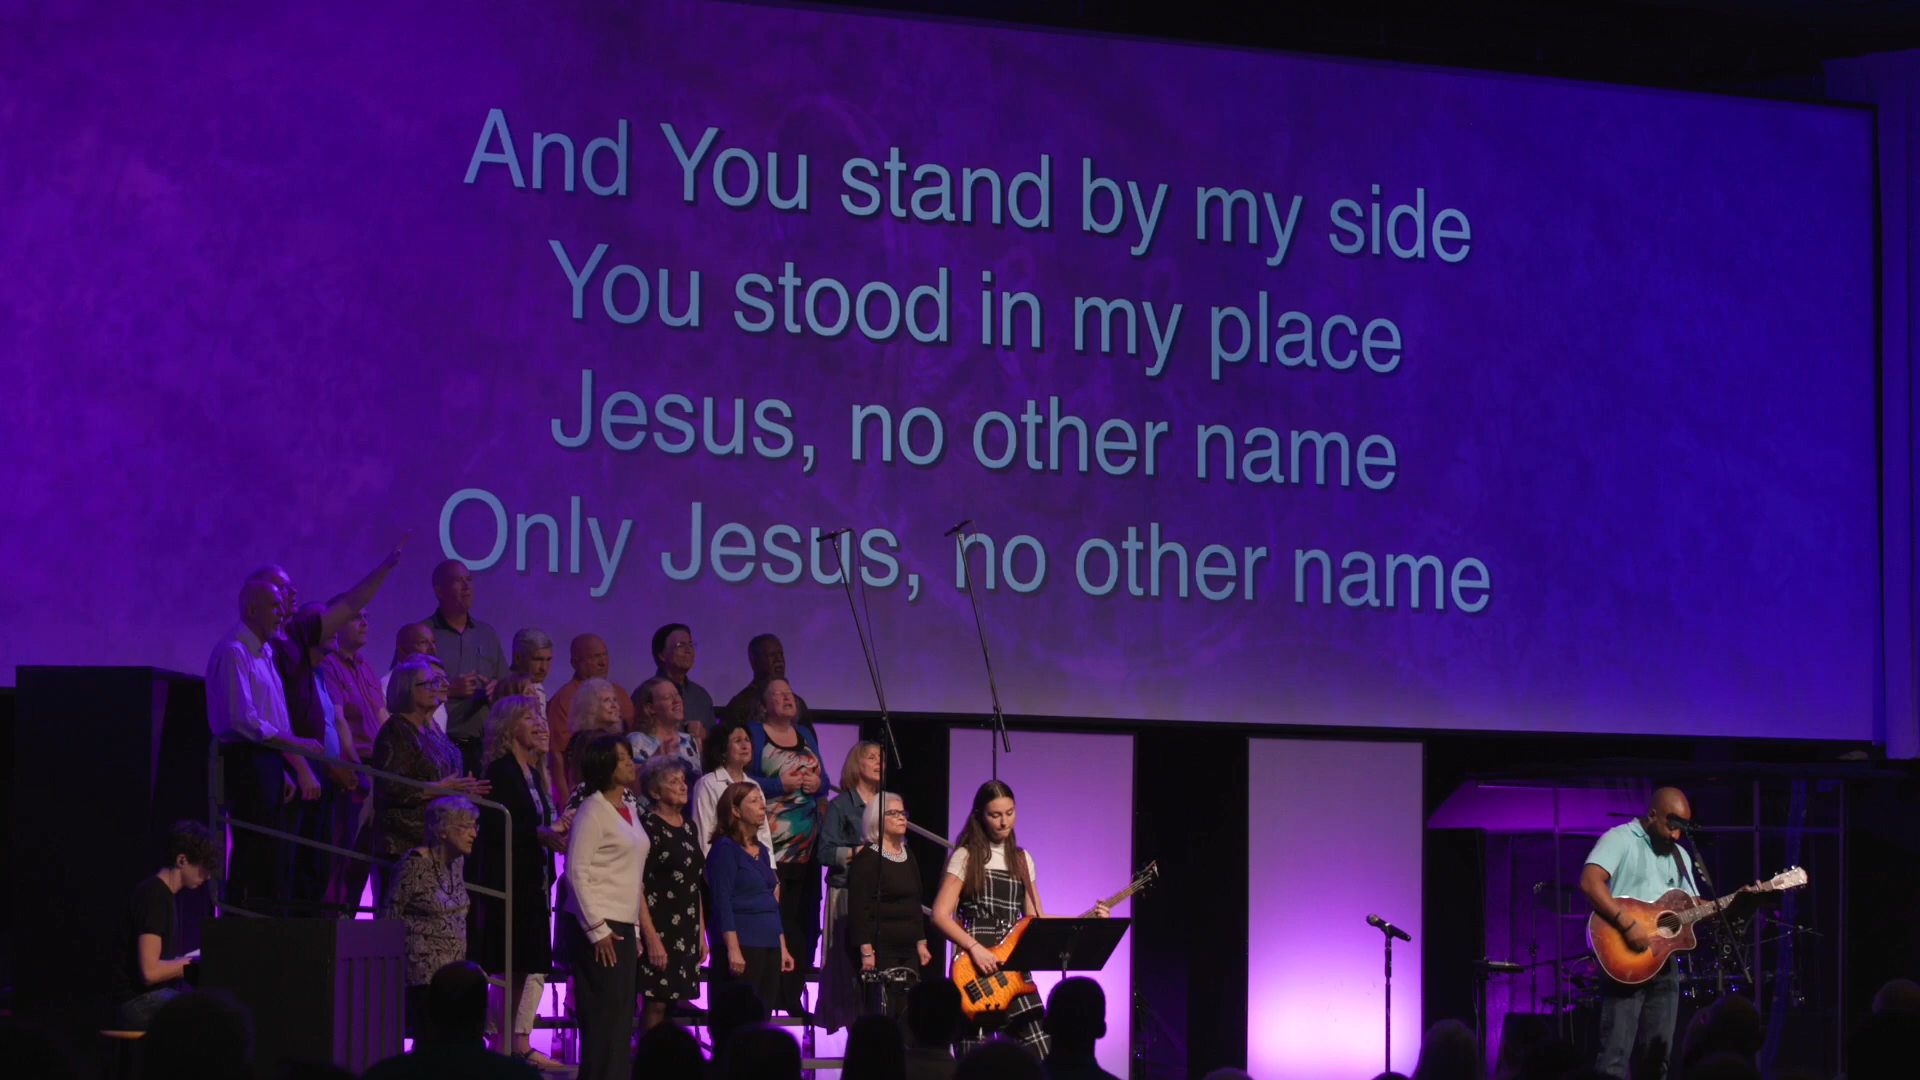 And You stand by my side
You stood in my place
Jesus, no other name
Only Jesus, no other name